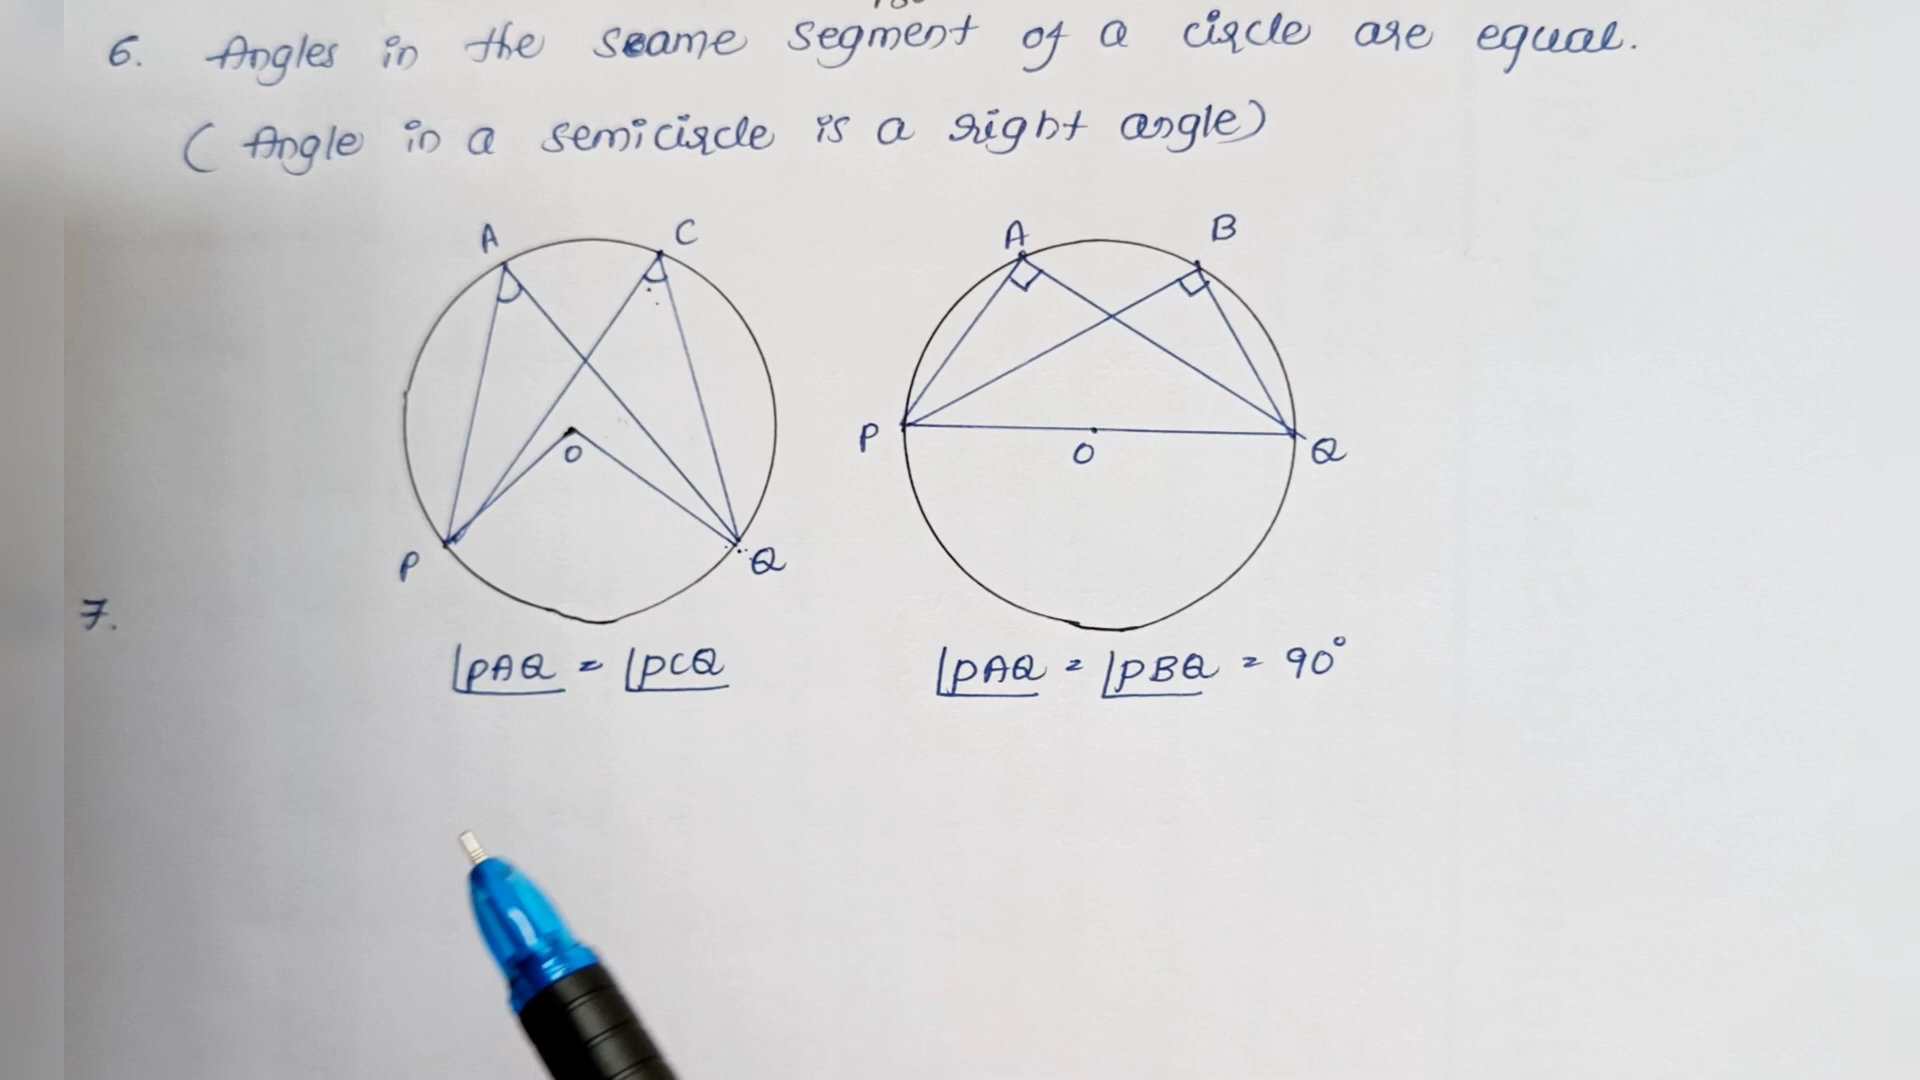 6. Angles in the same segment of a circle are equal.
(Angle in a semicircle is a right angle)
A C
O
P Q
A B
P O Q
7.
∠PAQ = ∠PCQ
∠PAQ = ∠PBQ = 90°